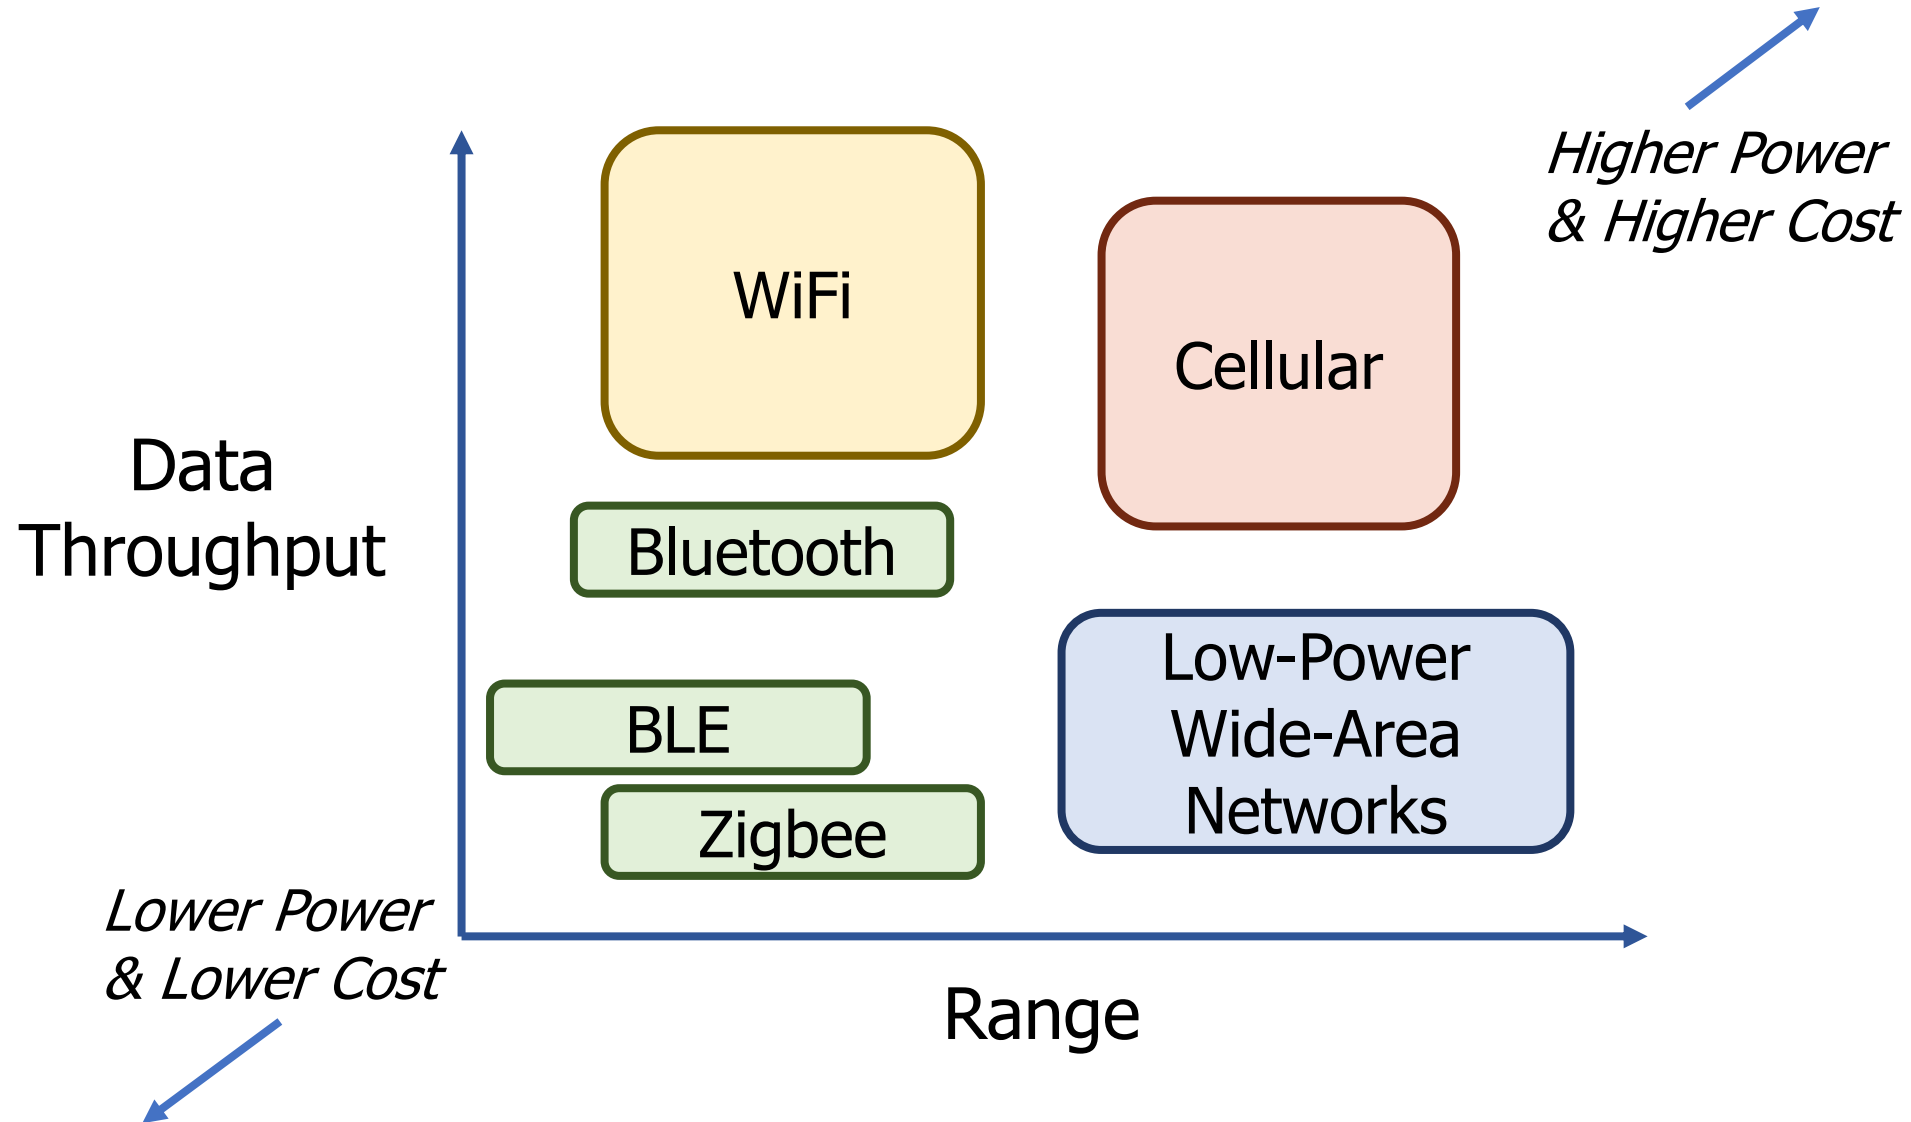 Higher Power
& Higher Cost
WiFi
Cellular
Data
Throughput
Bluetooth
Low-Power
Wide-Area
Networks
BLE
Zigbee
Lower Power
& Lower Cost
Range